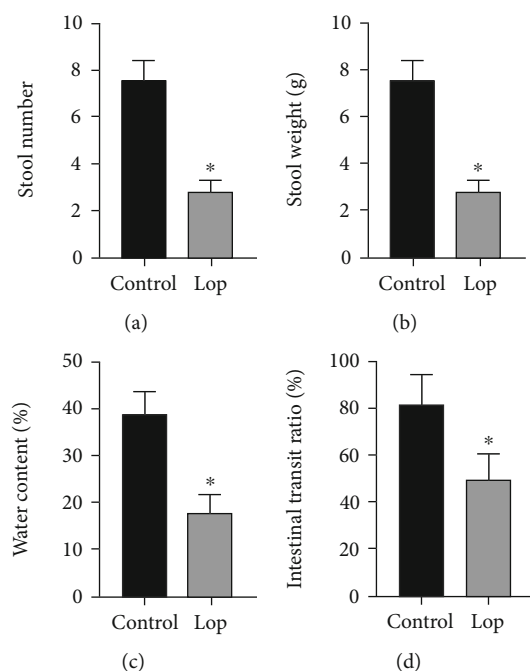 Stool number
10
8
6
4
2
0
*
Control Lop
(a)
Stool weight (g)
10
8
6
4
2
0
*
Control Lop
(b)
Water content (%)
50
40
30
20
10
0
*
Control Lop
(c)
Intestinal transit ratio (%)
100
80
60
40
20
0
*
Control Lop
(d)